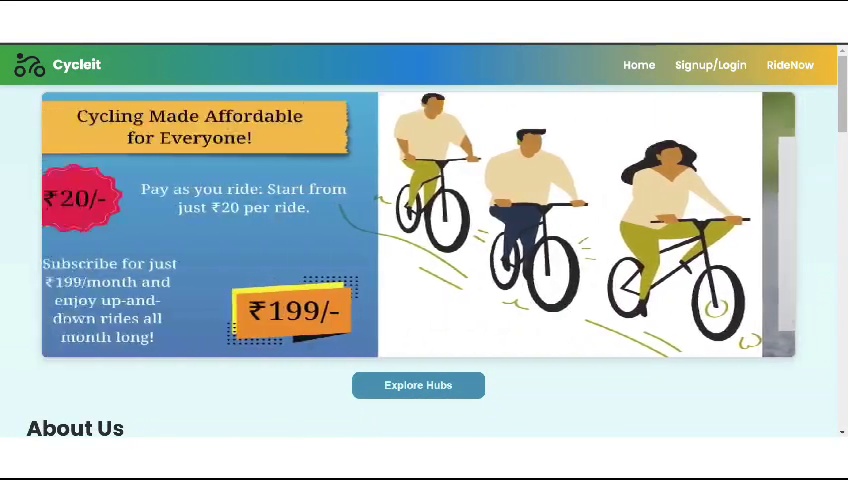 Cycleit
Home
Signup/Login
RideNow
Cycling Made Affordable
for Everyone!
₹20/-
Pay as you ride: Start from
just ₹20 per ride.
Subscribe for just
₹199/month and
enjoy up-and-
down rides all
month long!
₹199/-
Explore Hubs
About Us